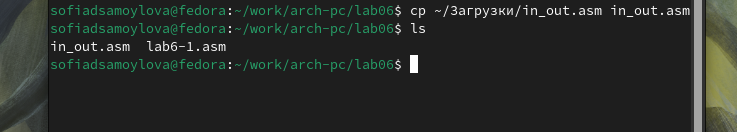 sofiadsamoylova@fedora:~/work/arch-pc/lab06$ cp ~/Загрузки/in_out.asm in_out.asm
sofiadsamoylova@fedora:~/work/arch-pc/lab06$ ls
in_out.asm  lab6-1.asm
sofiadsamoylova@fedora:~/work/arch-pc/lab06$